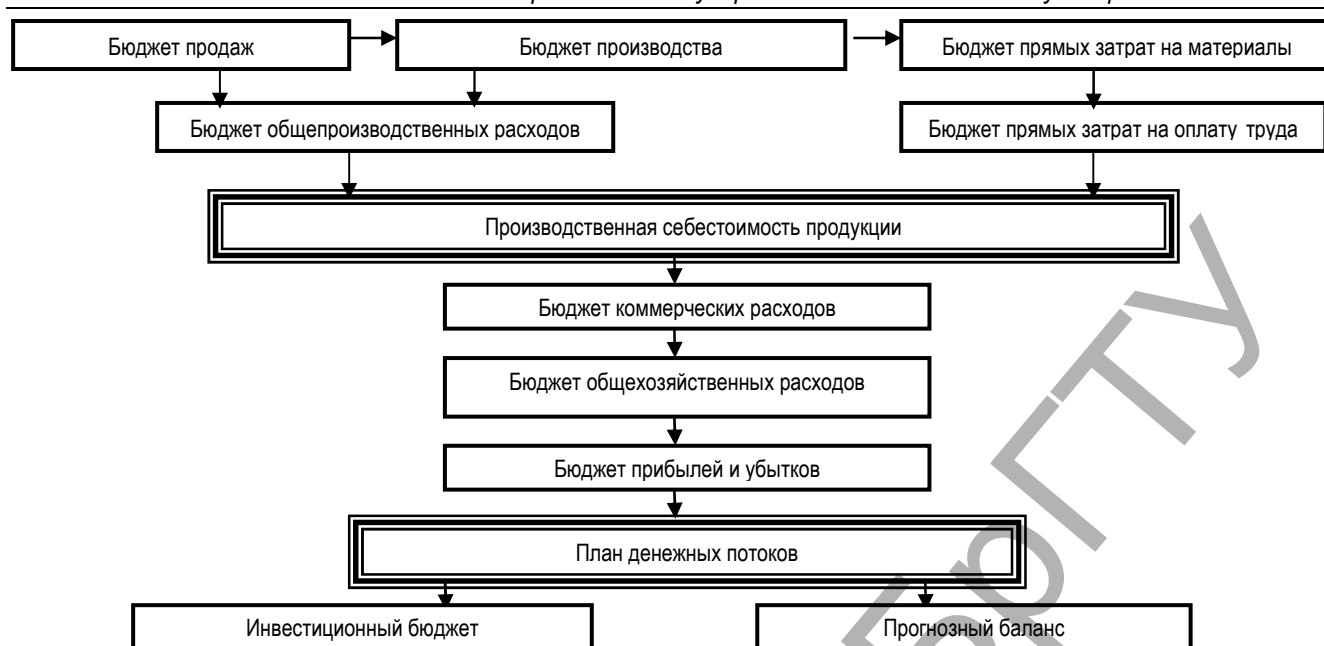 Бюджет продаж
Бюджет производства
Бюджет прямых затрат на материалы
Бюджет общепроизводственных расходов
Бюджет прямых затрат на оплату труда
Производственная себестоимость продукции
Бюджет коммерческих расходов
Бюджет общехозяйственных расходов
Бюджет прибылей и убытков
План денежных потоков
Инвестиционный бюджет
Прогнозный баланс